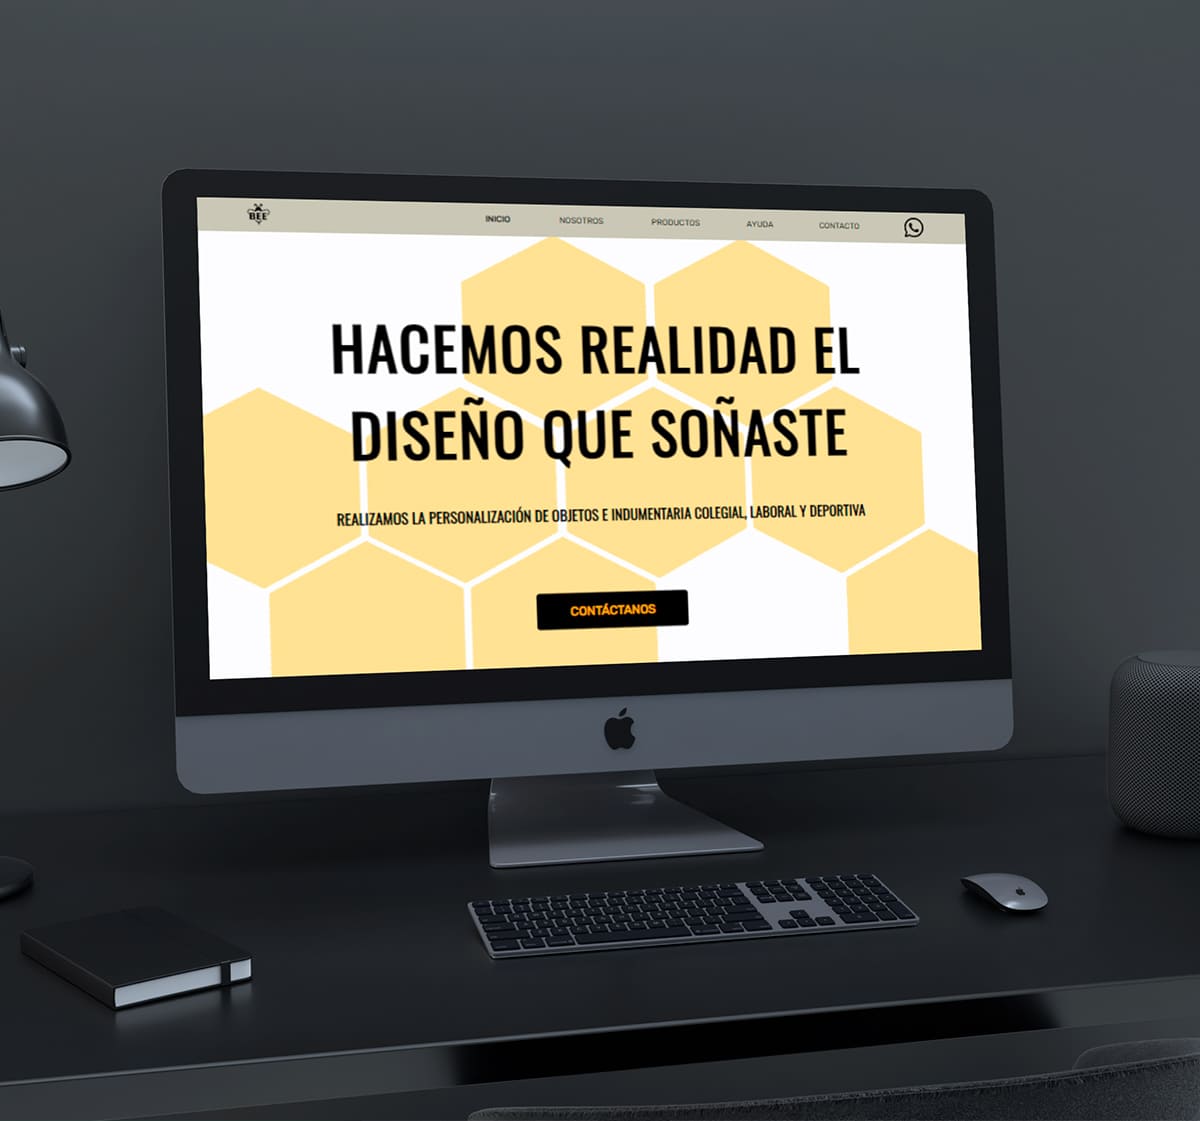 BEE
INICIO NOSOTROS PRODUCTOS AYUDA CONTACTO
HACEMOS REALIDAD EL
DISEÑO QUE SOÑASTE
REALIZAMOS LA PERSONALIZACIÓN DE OBJETOS E INDUMENTARIA COLEGIAL, LABORAL Y DEPORTIVA
CONTÁCTANOS